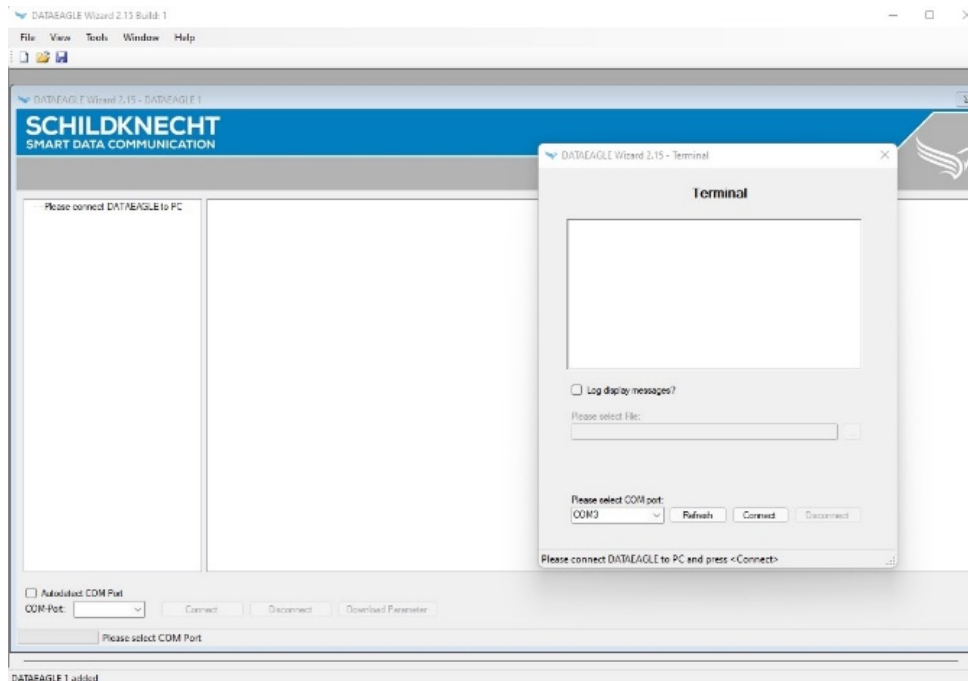 DATAEAGLE Wizard 2.15 Build: 1
File View Tools Window Help
DATAEAGLE Wizard 2.15 - DATAEAGLE 1
SCHILDKNECHT
SMART DATA COMMUNICATION
DATAEAGLE Wizard 2.15 - Terminal
Terminal
Please connect DATAEAGLE to PC
Log display messages?
Please select File:
...
Please select COM port:
COM3 Refresh Connect Disconnect
Please connect DATAEAGLE to PC and press <Connect>
Autodetect COM Port
COM-Port: Connect Disconnect Download Parameter
Please select COM Port
DATAEAGLE 1 added